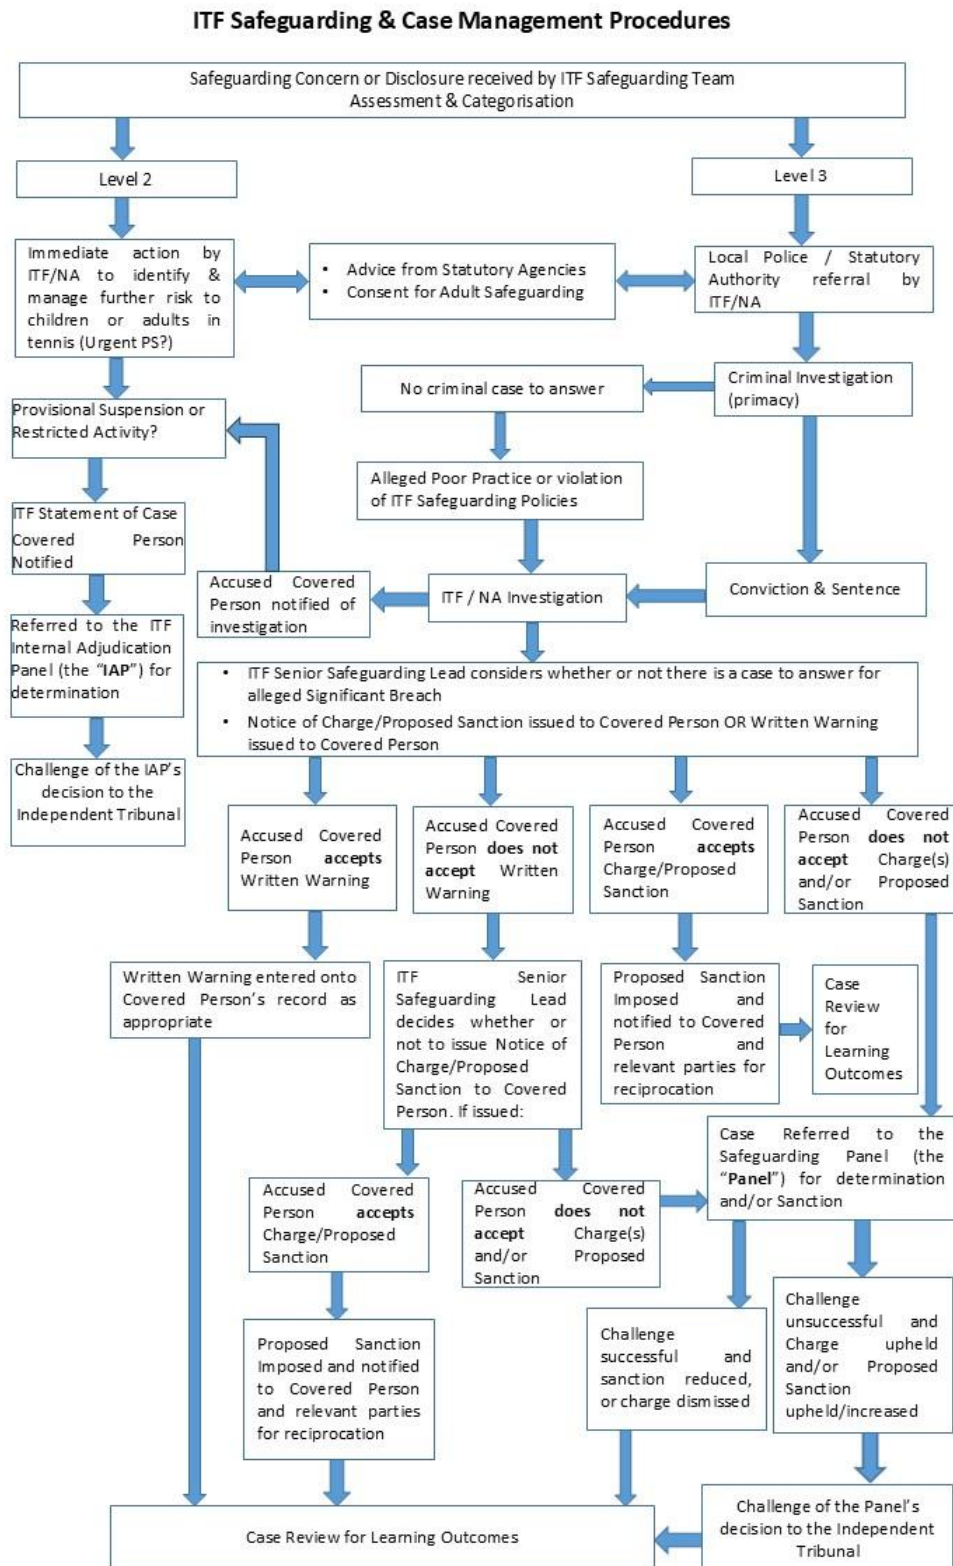 ITF Safeguarding & Case Management Procedures
Safeguarding Concern or Disclosure received by ITF Safeguarding Team
Assessment & Categorisation
Level 2
Level 3
Immediate action by
ITF/NA to identify &
manage further risk to
children or adults in
tennis (Urgent PS?)
• Advice from Statutory Agencies
• Consent for Adult Safeguarding
Local Police / Statutory
Authority referral by
ITF/NA
No criminal case to answer
Criminal Investigation
(primacy)
Provisional Suspension or
Restricted Activity?
Alleged Poor Practice or violation
of ITF Safeguarding Policies
ITF Statement of Case
Covered Person
Notified
Accused Covered
Person notified of
investigation
ITF / NA Investigation
Conviction & Sentence
Referred to the ITF
Internal Adjudication
Panel (the “IAP”) for
determination
• ITF Senior Safeguarding Lead considers whether or not there is a case to answer for
alleged Significant Breach
• Notice of Charge/Proposed Sanction issued to Covered Person OR Written Warning
issued to Covered Person
Challenge of the IAP’s
decision to the
Independent Tribunal
Accused Covered
Person accepts
Written Warning
Accused Covered
Person does not
accept Written
Warning
Accused Covered
Person accepts
Charge/Proposed
Sanction
Accused Covered
Person does not
accept Charge(s)
and/or Proposed
Sanction
Written Warning entered onto
Covered Person’s record as
appropriate
ITF Senior
Safeguarding Lead
decides whether or
not to issue Notice of
Charge/Proposed
Sanction to Covered
Person. If issued:
Proposed Sanction
Imposed and
notified to Covered
Person and
relevant parties for
reciprocation
Case
Review
for
Learning
Outcomes
Case Referred to the
Safeguarding Panel (the
“Panel”) for determination
and/or Sanction
Accused Covered
Person accepts
Charge/Proposed
Sanction
Accused Covered
Person does not
accept Charge(s)
and/or Proposed
Sanction
Proposed Sanction
Imposed and notified
to Covered Person
and relevant parties
for reciprocation
Challenge
successful and
sanction reduced,
or charge dismissed
Challenge
unsuccessful and
Charge upheld
and/or Proposed
Sanction
upheld/increased
Case Review for Learning Outcomes
Challenge of the Panel’s
decision to the Independent
Tribunal